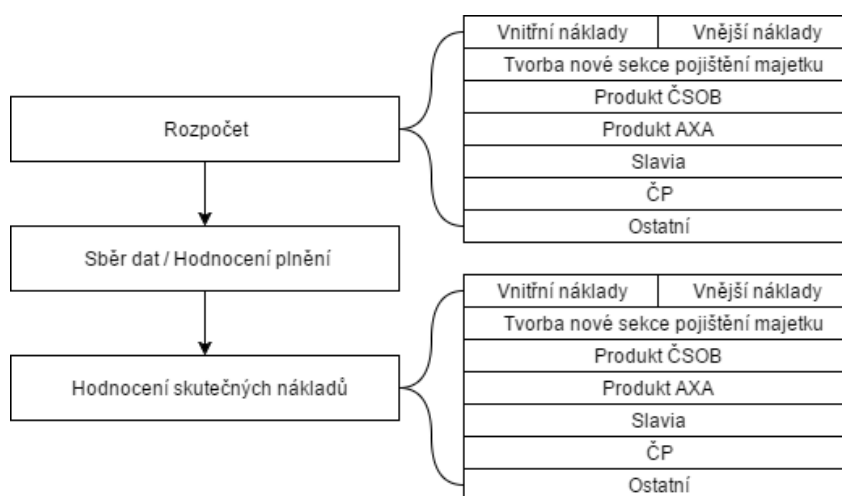 Vnitřní náklady Vnější náklady
Tvorba nové sekce pojištění majetku
Produkt ČSOB
Rozpočet
Produkt AXA
Slavia
ČP
Ostatní
Sběr dat / Hodnocení plnění
Vnitřní náklady Vnější náklady
Tvorba nové sekce pojištění majetku
Produkt ČSOB
Hodnocení skutečných nákladů
Produkt AXA
Slavia
ČP
Ostatní